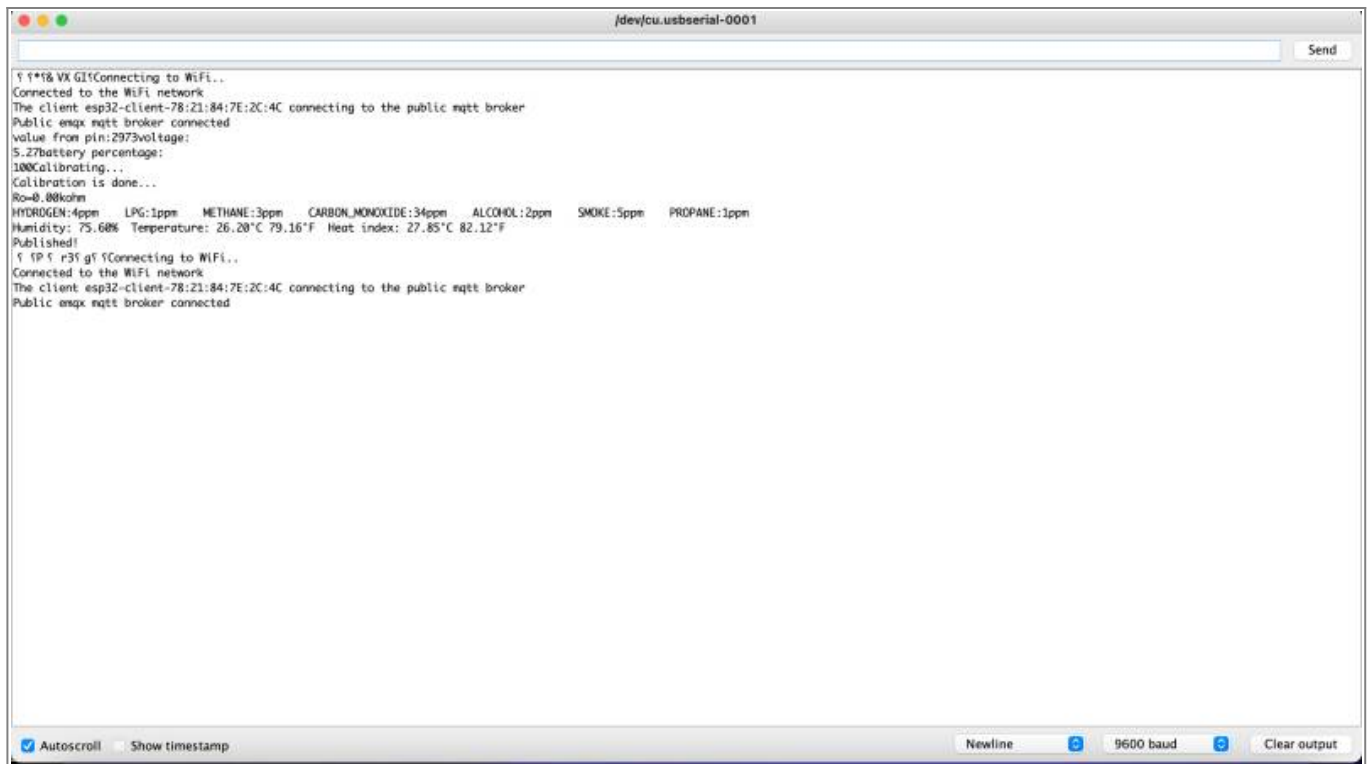 /dev/cu.usbserial-0001
Send
Connecting to WiFi..
Connected to the WiFi network
The client esp32-client-78:21:84:7E:2C:4C connecting to the public mqtt broker
Public emqx mqtt broker connected
value from pin:2973voltage:
5.27battery percentage:
100Calibrating...
Calibration is done...
Ro=0.00kohm
HYDROGEN:4ppm LPG:1ppm METHANE:3ppm CARBON_MONOXIDE:34ppm ALCOHOL:2ppm SMOKE:5ppm PROPANE:1ppm
Humidity: 75.60% Temperature: 26.20°C 79.16°F Heat index: 27.85°C 82.12°F
Published!
Connecting to WiFi..
Connected to the WiFi network
The client esp32-client-78:21:84:7E:2C:4C connecting to the public mqtt broker
Public emqx mqtt broker connected
Autoscroll Show timestamp Newline 9600 baud Clear output